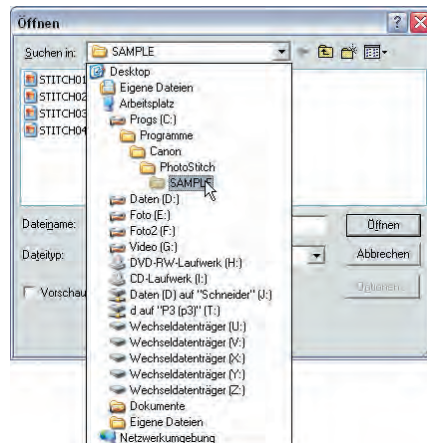 Öffnen
Suchen in:
SAMPLE
Desktop
Eigene Dateien
Arbeitsplatz
Progs (C:)
Programme
Canon
PhotoStitch
SAMPLE
Daten (D:)
Foto (E:)
Foto2 (F:)
Video (G:)
DVD-RW-Laufwerk (H:)
CD-Laufwerk (I:)
Daten (D) auf "Schneider" (J:)
d auf "P3 (p3)" (T:)
Wechseldatenträger (U:)
Wechseldatenträger (V:)
Wechseldatenträger (X:)
Wechseldatenträger (Y:)
Wechseldatenträger (Z:)
Dokumente
Eigene Dateien
Netzwerkumgebung
STITCH01
STITCH02
STITCH03
STITCH04
Dateiname:
Öffnen
Dateityp:
Abbrechen
Vorschau
Optionen